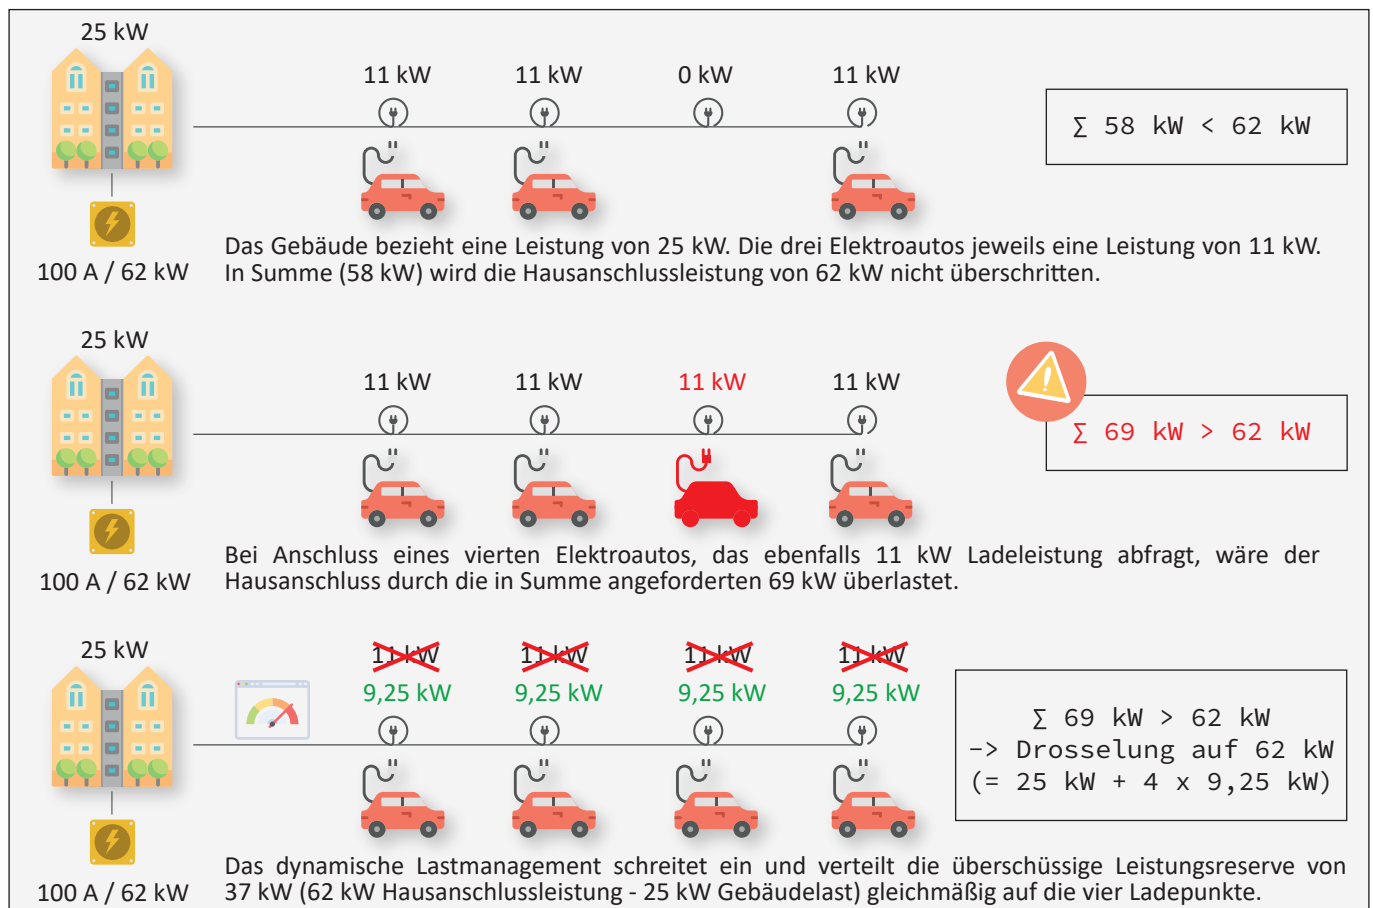 25 kW
11 kW 11 kW 0 kW 11 kW
∑ 58 kW < 62 kW
100 A / 62 kW
Das Gebäude bezieht eine Leistung von 25 kW. Die drei Elektroautos jeweils eine Leistung von 11 kW.
In Summe (58 kW) wird die Hausanschlussleistung von 62 kW nicht überschritten.
25 kW
11 kW 11 kW 11 kW 11 kW
∑ 69 kW > 62 kW
100 A / 62 kW
Bei Anschluss eines vierten Elektroautos, das ebenfalls 11 kW Ladeleistung abfragt, wäre der
Hausanschluss durch die in Summe angeforderten 69 kW überlastet.
25 kW
11 kW 11 kW 11 kW 11 kW
9,25 kW 9,25 kW 9,25 kW 9,25 kW
∑ 69 kW > 62 kW
−> Drosselung auf 62 kW
(= 25 kW + 4 x 9,25 kW)
100 A / 62 kW
Das dynamische Lastmanagement schreitet ein und verteilt die überschüssige Leistungsreserve von
37 kW (62 kW Hausanschlussleistung - 25 kW Gebäudelast) gleichmäßig auf die vier Ladepunkte.